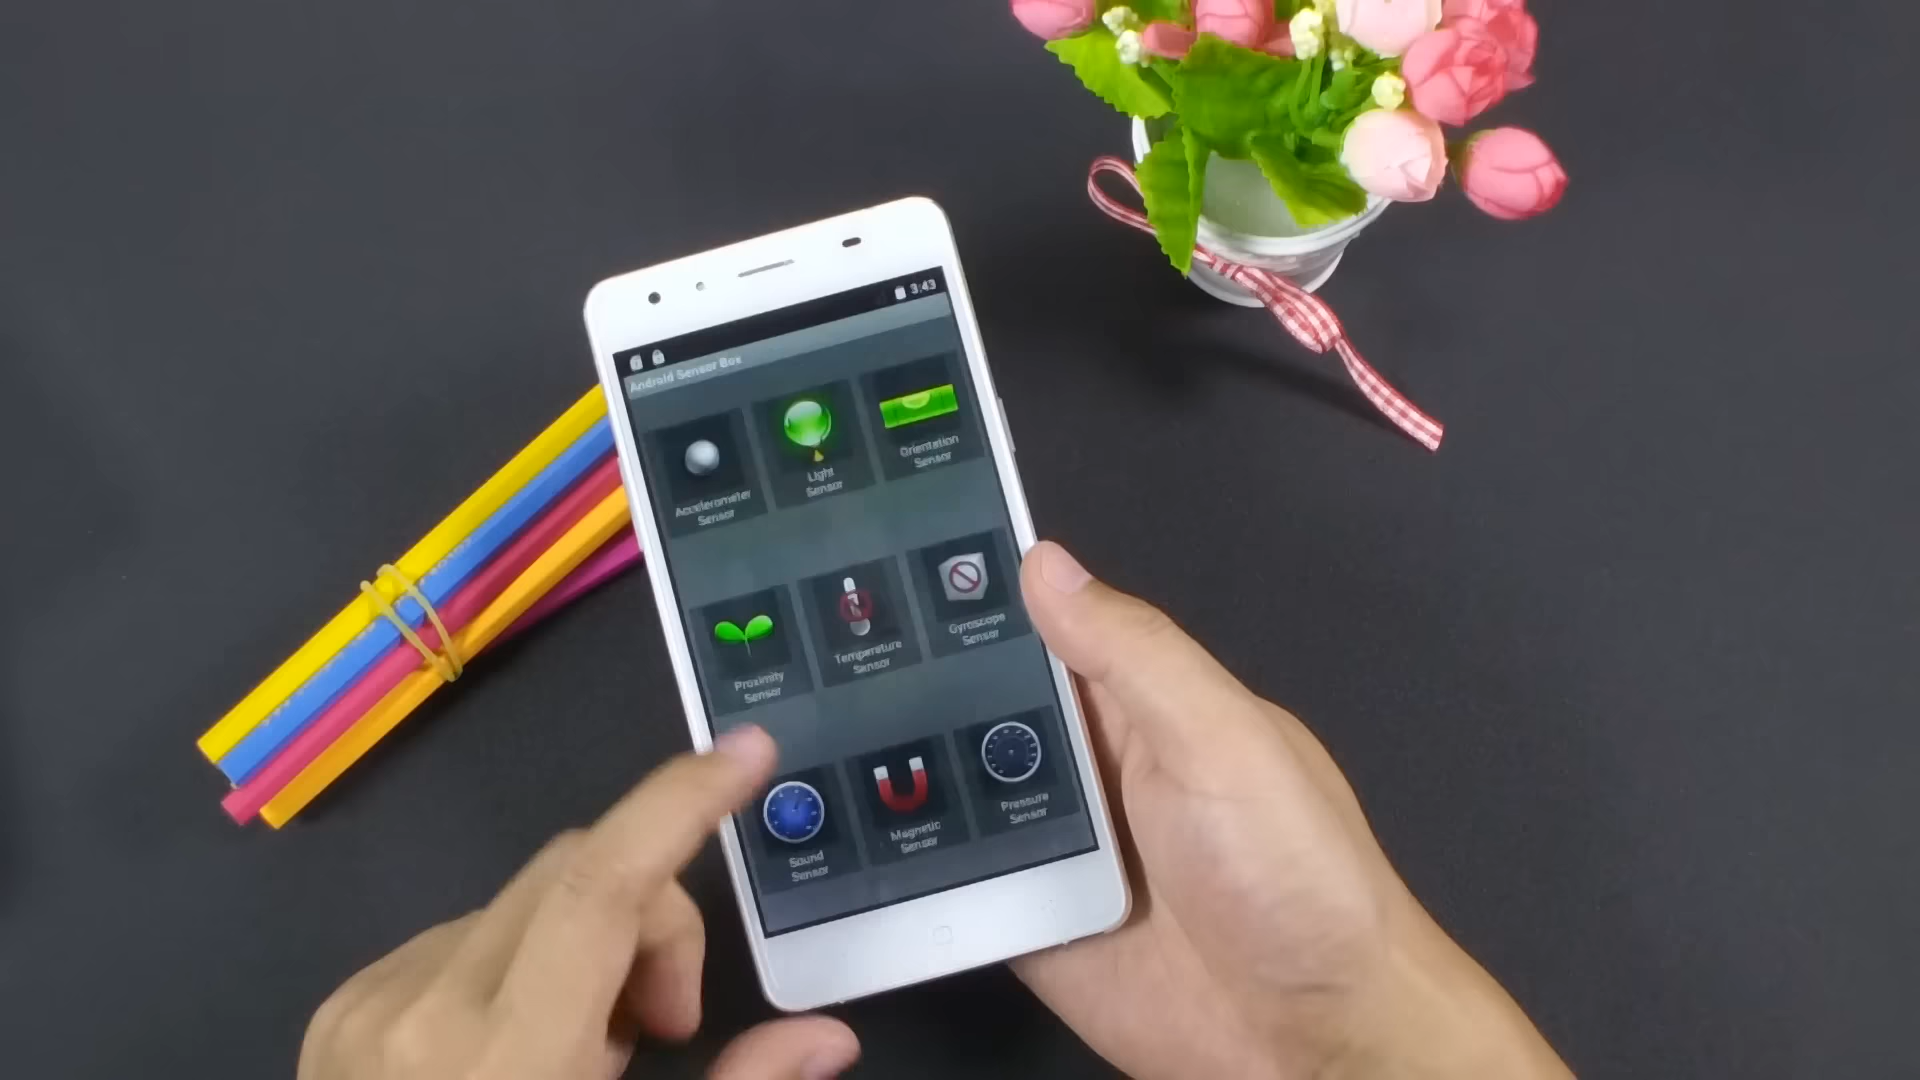 3:43
Android Sensor Box
Accelerometer
Sensor
Light
Sensor
Orientation
Sensor
Proximity
Sensor
Temperature
Sensor
Gyroscope
Sensor
Sound
Sensor
Magnetic
Sensor
Pressure
Sensor